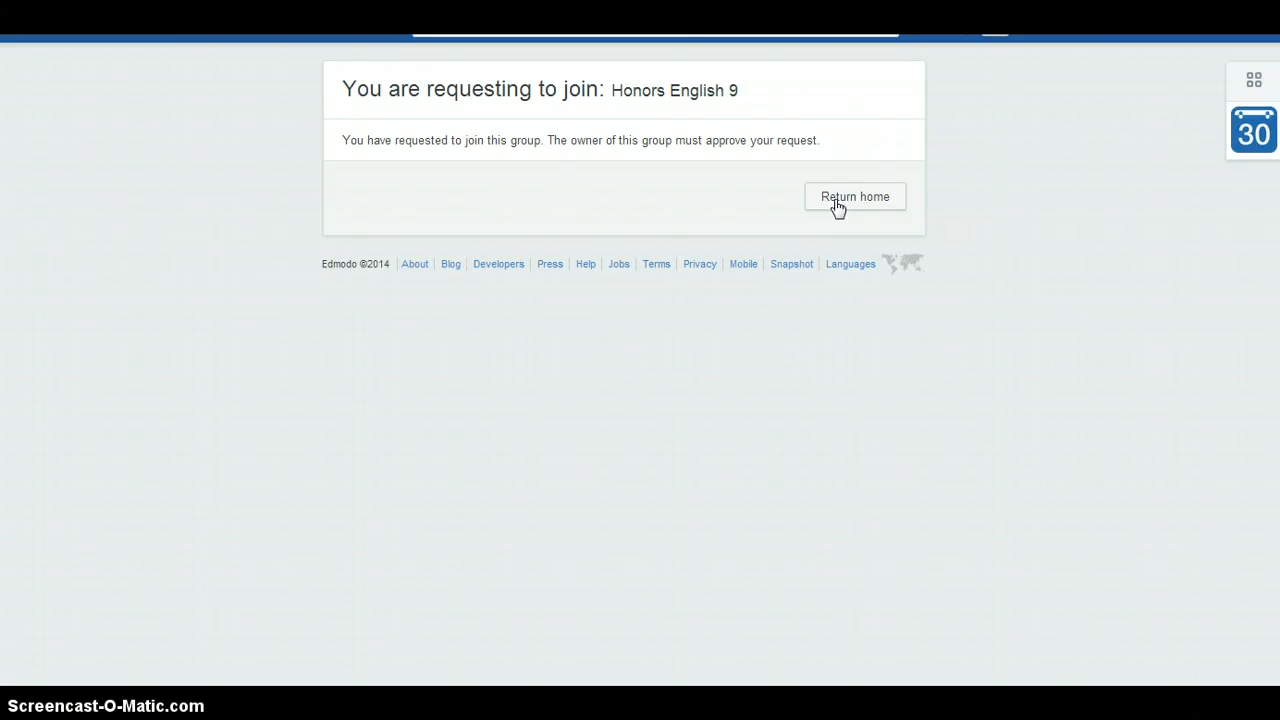 You are requesting to join: Honors English 9
30
You have requested to join this group. The owner of this group must approve your request.
Return home
Edmodo ©2014 About Blog Developers Press Help Jobs Terms Privacy Mobile Snapshot Languages
Screencast-O-Matic.com